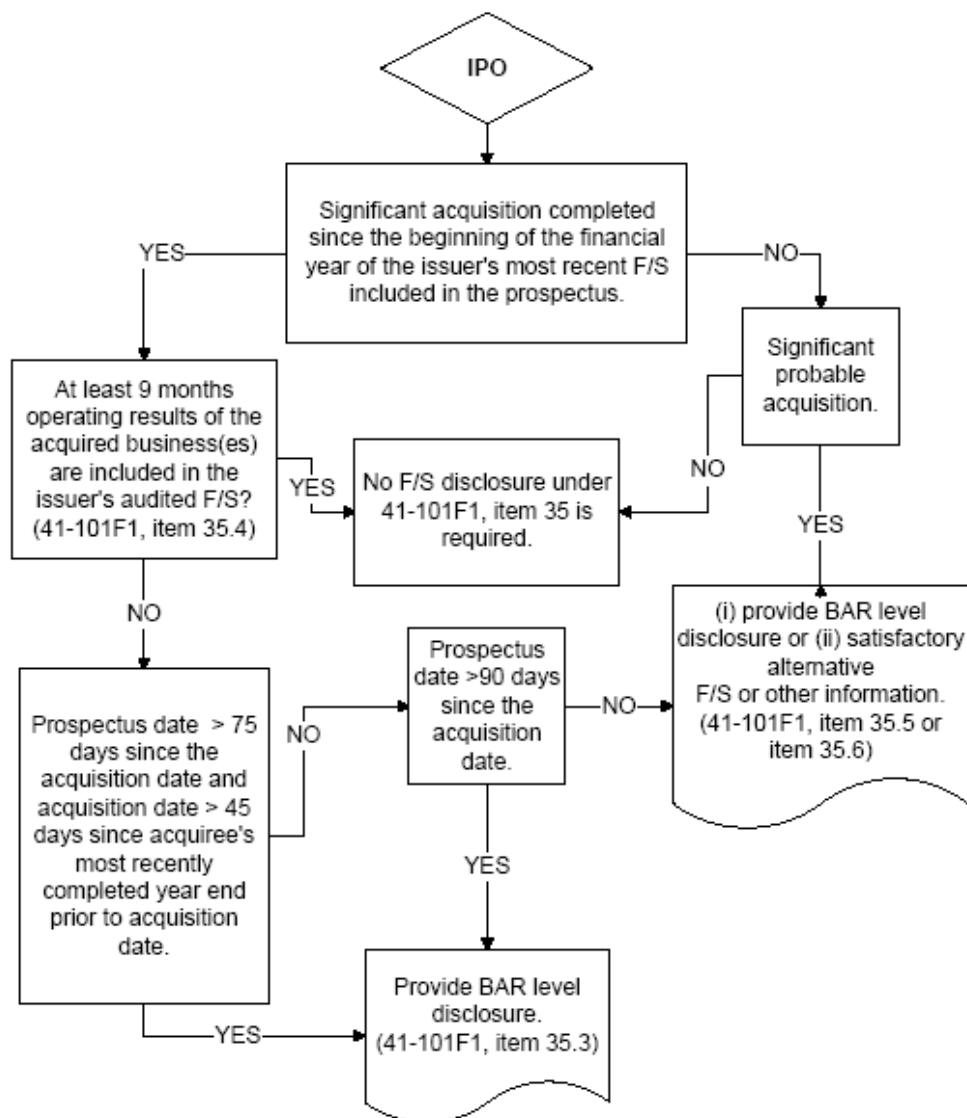 IPO
Significant acquisition completed
since the beginning of the financial
year of the issuer's most recent F/S
included in the prospectus.
YES
NO
At least 9 months
operating results of the
acquired business(es)
are included in the
issuer's audited F/S?
(41-101F1, item 35.4)
Significant
probable
acquisition.
YES
No F/S disclosure under
41-101F1, item 35 is
required.
NO
YES
NO
Prospectus date > 75
days since the
acquisition date and
acquisition date > 45
days since acquiree's
most recently
completed year end
prior to acquisition
date.
NO
Prospectus
date >90 days
since the
acquisition
date.
NO
(i) provide BAR level
disclosure or (ii) satisfactory
alternative
F/S or other information.
(41-101F1, item 35.5 or
item 35.6)
YES
YES
Provide BAR level
disclosure.
(41-101F1, item 35.3)